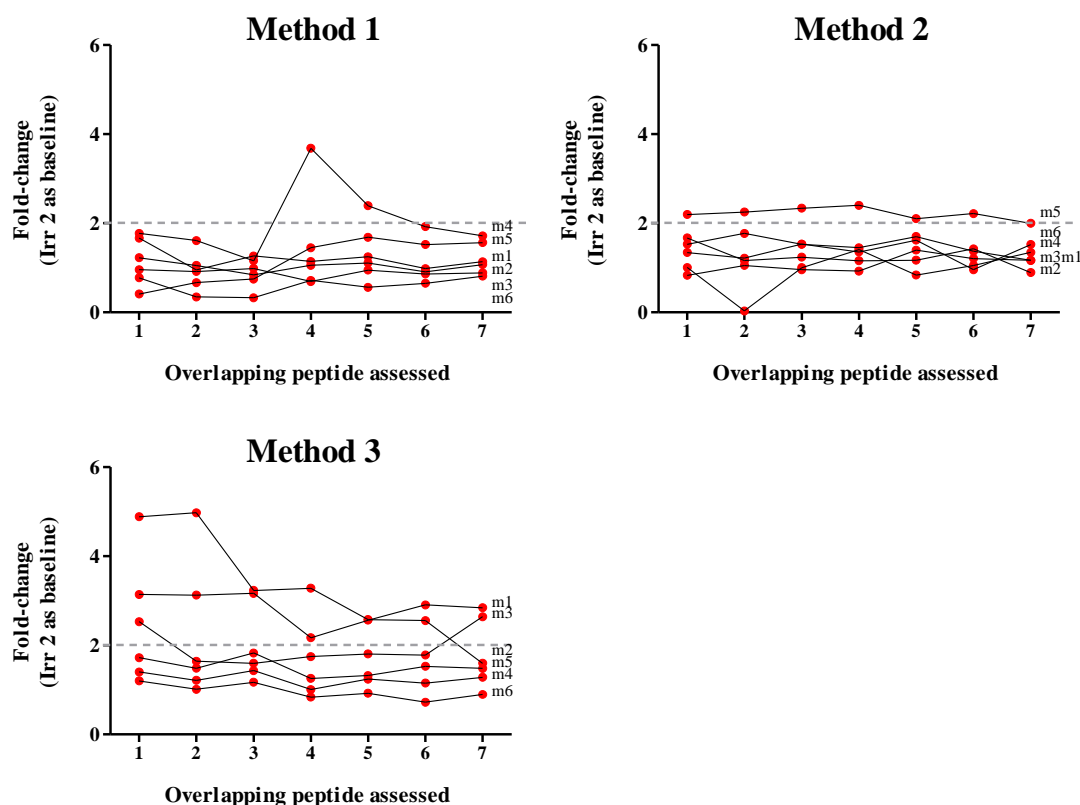 Method 1
Fold-change
(Irr 2 as baseline)
6
4
2
0
m4
m5
m1
m2
m3
m6
1 2 3 4 5 6 7
Overlapping peptide assessed
Method 2
Fold-change
(Irr 2 as baseline)
6
4
2
0
m5
m6
m4
m3m1
m2
1 2 3 4 5 6 7
Overlapping peptide assessed
Method 3
Fold-change
(Irr 2 as baseline)
6
4
2
0
m1
m3
m2
m5
m4
m6
1 2 3 4 5 6 7
Overlapping peptide assessed